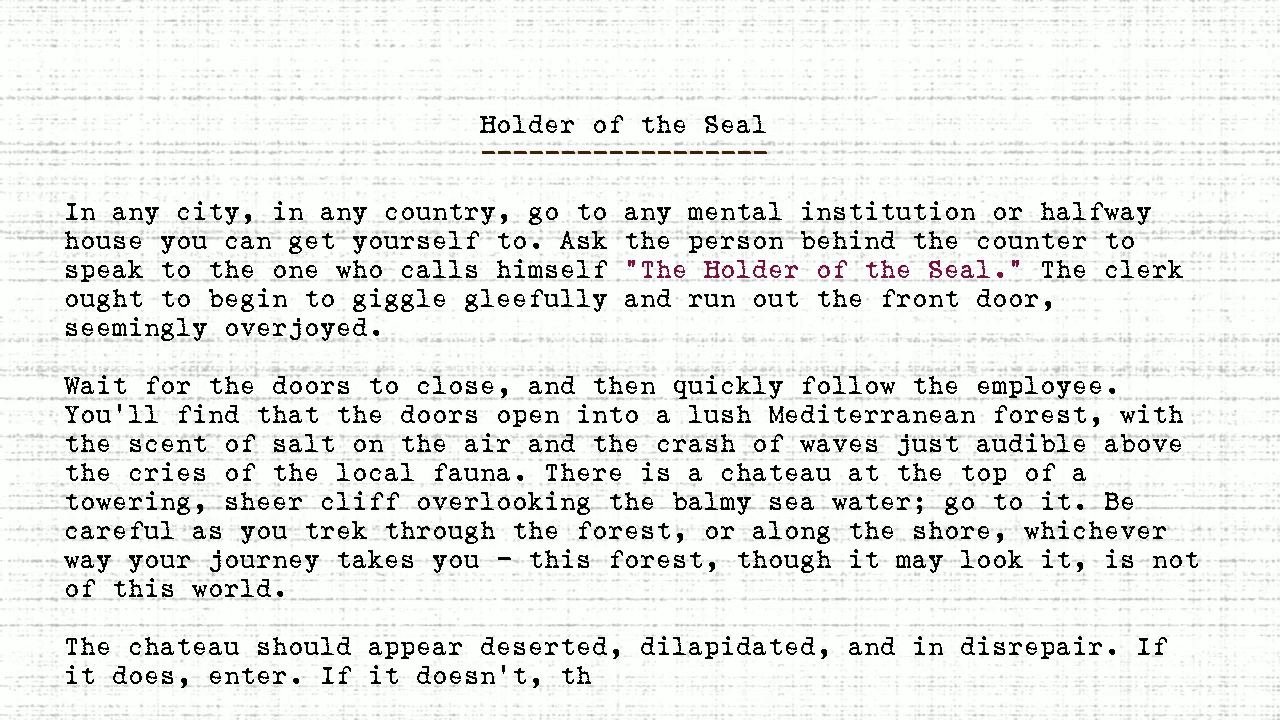 Holder of the Seal
------------------
In any city, in any country, go to any mental institution or halfway
house you can get yourself to. Ask the person behind the counter to
speak to the one who calls himself "The Holder of the Seal." The clerk
ought to begin to giggle gleefully and run out the front door,
seemingly overjoyed.
Wait for the doors to close, and then quickly follow the employee.
You'll find that the doors open into a lush Mediterranean forest, with
the scent of salt on the air and the crash of waves just audible above
the cries of the local fauna. There is a chateau at the top of a
towering, sheer cliff overlooking the balmy sea water; go to it. Be
careful as you trek through the forest, or along the shore, whichever
way your journey takes you - this forest, though it may look it, is not
of this world.
The chateau should appear deserted, dilapidated, and in disrepair. If
it does, enter. If it doesn't, th